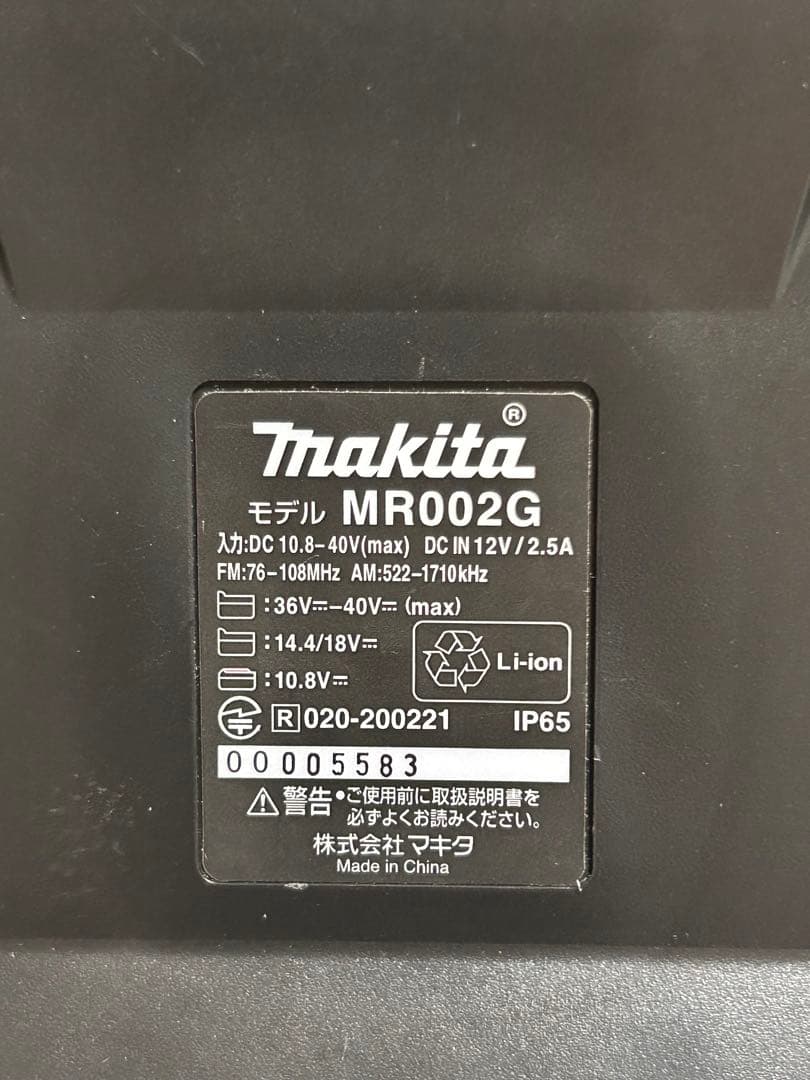 makita®
モデル MR002G
入力:DC 10.8-40V(max) DC IN 12V/2.5A
FM:76-108MHz AM:522-1710kHz
:36V⎓-40V⎓ (max)
:14.4/18V⎓
:10.8V⎓
Li-ion
R 020-200221 IP65
00005583
⚠警告•ご使用前に取扱説明書を
必ずよくお読みください。
株式会社マキタ
Made in China